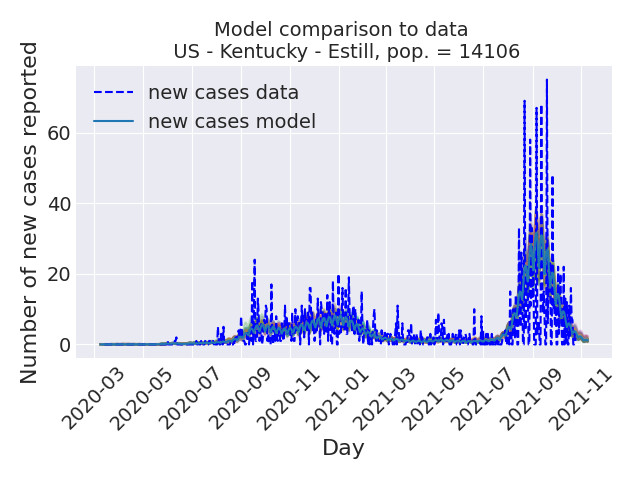 Model comparison to data
US - Kentucky - Estill, pop. = 14106
Number of new cases reported
new cases data
new cases model
60
40
20
0
2020-03
2020-05
2020-07
2020-09
2020-11
2021-01
2021-03
2021-05
2021-07
2021-09
2021-11
Day